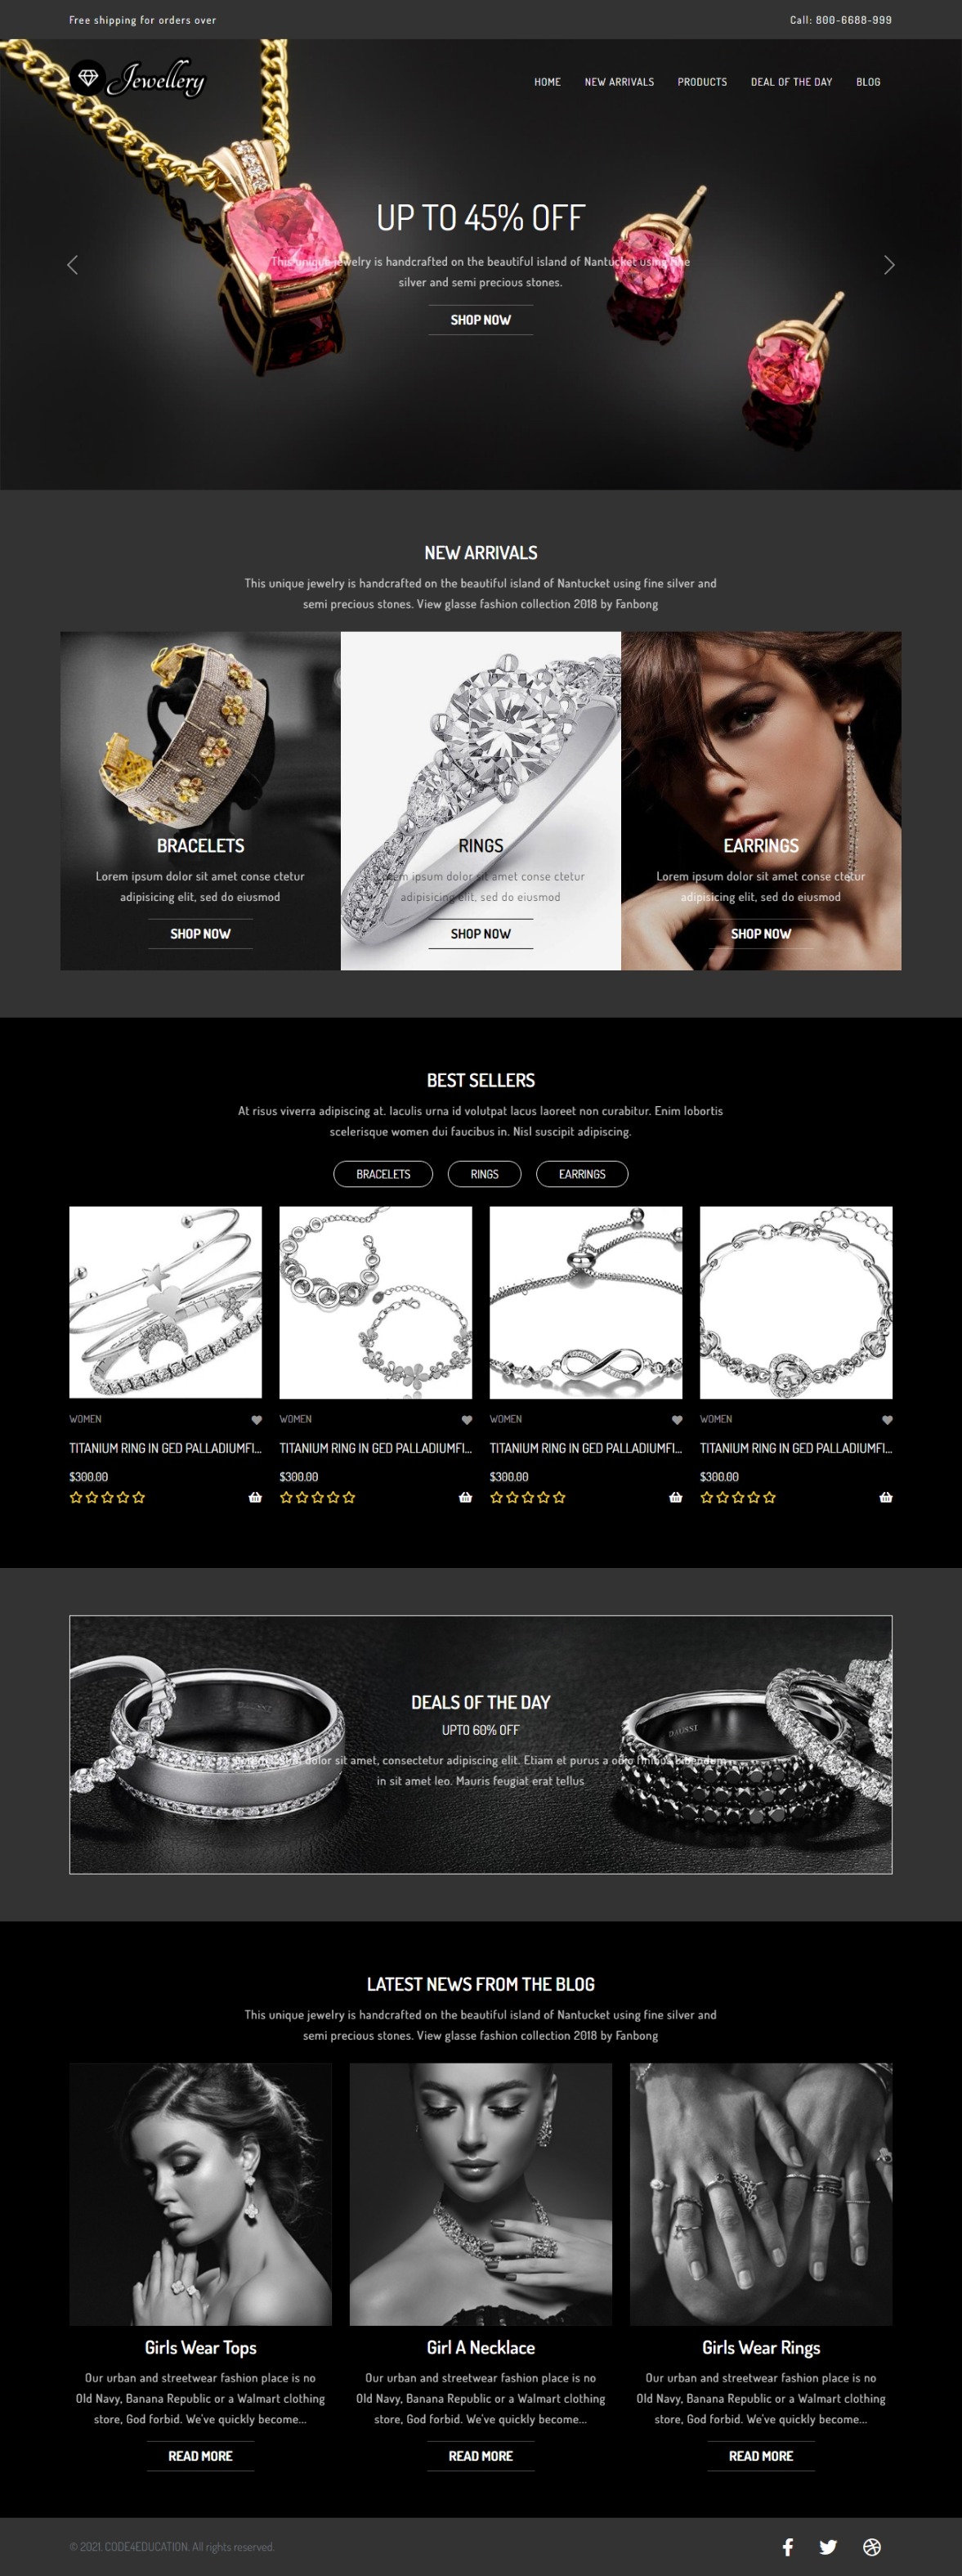 Free shipping for orders over
Call: 800-6688-999
Jewellery
HOME
NEW ARRIVALS
PRODUCTS
DEAL OF THE DAY
BLOG
UP TO 45% OFF
This unique jewelry is handcrafted on the beautiful island of Nantucket using fine
silver and semi precious stones.
SHOP NOW
NEW ARRIVALS
This unique jewelry is handcrafted on the beautiful island of Nantucket using fine silver and
semi precious stones. View glasse fashion collection 2018 by Fanbong
BRACELETS
Lorem ipsum dolor sit amet conse ctetur
adipisicing elit, sed do eiusmod
SHOP NOW
RINGS
Lorem ipsum dolor sit amet conse ctetur
adipisicing elit, sed do eiusmod
SHOP NOW
EARRINGS
Lorem ipsum dolor sit amet conse ctetur
adipisicing elit, sed do eiusmod
SHOP NOW
BEST SELLERS
At risus viverra adipiscing at. Iaculis urna id volutpat lacus laoreet non curabitur. Enim lobortis
scelerisque women dui faucibus in. Nisl suscipit adipiscing.
BRACELETS
RINGS
EARRINGS
WOMEN
TITANIUM RING IN GED PALLADIUMFI...
$300.00
WOMEN
TITANIUM RING IN GED PALLADIUMFI...
$300.00
WOMEN
TITANIUM RING IN GED PALLADIUMFI...
$300.00
WOMEN
TITANIUM RING IN GED PALLADIUMFI...
$300.00
DAUSSI
DEALS OF THE DAY
UPTO 60% OFF
dolor sit amet, consectetur adipiscing elit. Etiam et purus a odio finibus bibendum
in sit amet leo. Mauris feugiat erat tellus
DAUSSI
LATEST NEWS FROM THE BLOG
This unique jewelry is handcrafted on the beautiful island of Nantucket using fine silver and
semi precious stones. View glasse fashion collection 2018 by Fanbong
Girls Wear Tops
Our urban and streetwear fashion place is no
Old Navy, Banana Republic or a Walmart clothing
store, God forbid. We've quickly become...
READ MORE
Girl A Necklace
Our urban and streetwear fashion place is no
Old Navy, Banana Republic or a Walmart clothing
store, God forbid. We've quickly become...
READ MORE
Girls Wear Rings
Our urban and streetwear fashion place is no
Old Navy, Banana Republic or a Walmart clothing
store, God forbid. We've quickly become...
READ MORE
© 2021. CODE4EDUCATION. All rights reserved.